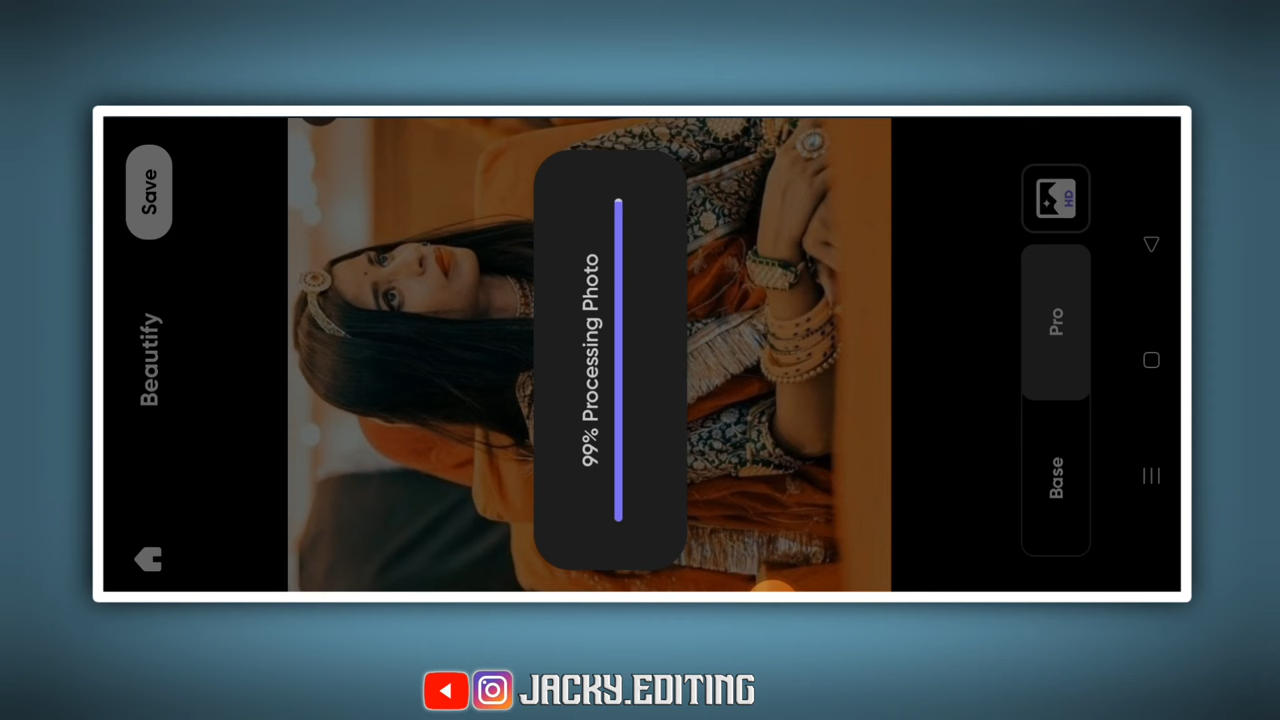 Save
Beautify
99% Processing Photo
HD
Pro
Base
JACKY.EDITING